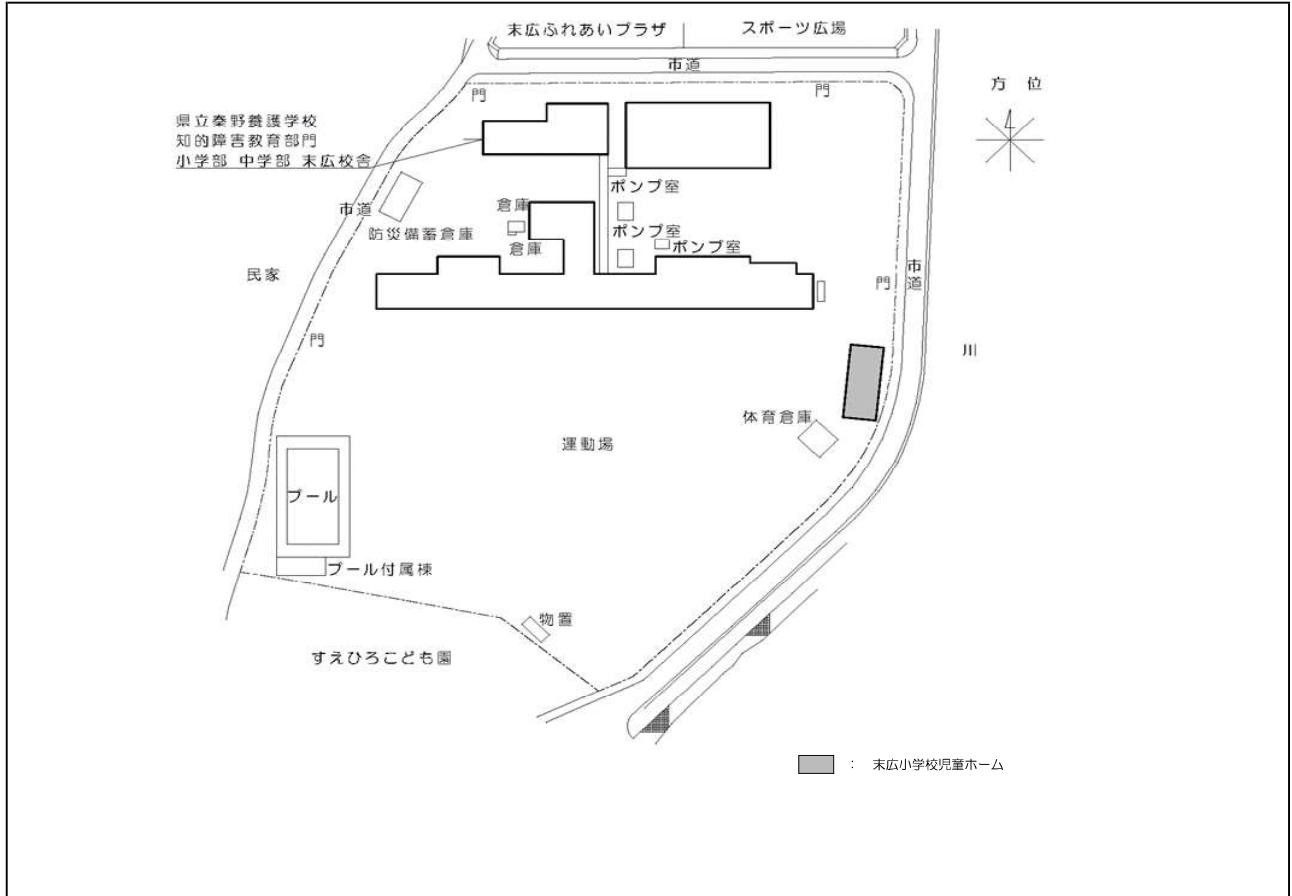 末広ふれあいプラザ
スポーツ広場
市道
方 位
門
門
県立秦野養護学校
知的障害教育部門
小学部 中学部 末広校舎
ポンプ室
市道
倉庫
防災備蓄倉庫
倉庫
ポンプ室
ポンプ室
民家
門
市道
門
川
体育倉庫
運動場
プール
プール付属棟
物置
すえひろこども園
： 末広小学校児童ホーム